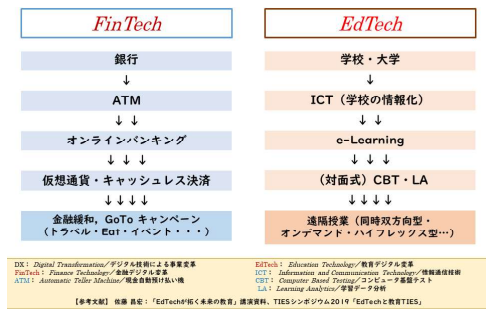 FinTech
銀行
↓
ATM
↓ ↓
オンラインバンキング
↓ ↓ ↓
仮想通貨・キャッシュレス決済
↓ ↓ ↓ ↓
金融緩和，GoTo キャンペーン
（トラベル・Eat・イベント・・・）
EdTech
学校・大学
↓
ICT（学校の情報化）
↓ ↓
e-Learning
↓ ↓ ↓
（対面式）CBT・LA
↓ ↓ ↓ ↓
遠隔授業（同時双方向型・
オンデマンド・ハイフレックス型…）
DX： Digital Transformation／デジタル技術による事業変革
FinTech： Finance Technology／金融デジタル変革
ATM： Automatic Teller Machine／現金自動預け払い機
EdTech： Education Technology／教育デジタル変革
ICT： Information and Communication Technology／情報通信技術
CBT： Computer Based Testing／コンピュータ基盤テスト
LA： Learning Analytics／学習データ分析
【参考文献】 佐藤 昌宏：「EdTechが拓く未来の教育」講演資料、TIESシンポジウム2019「EdTechと教育TIES」